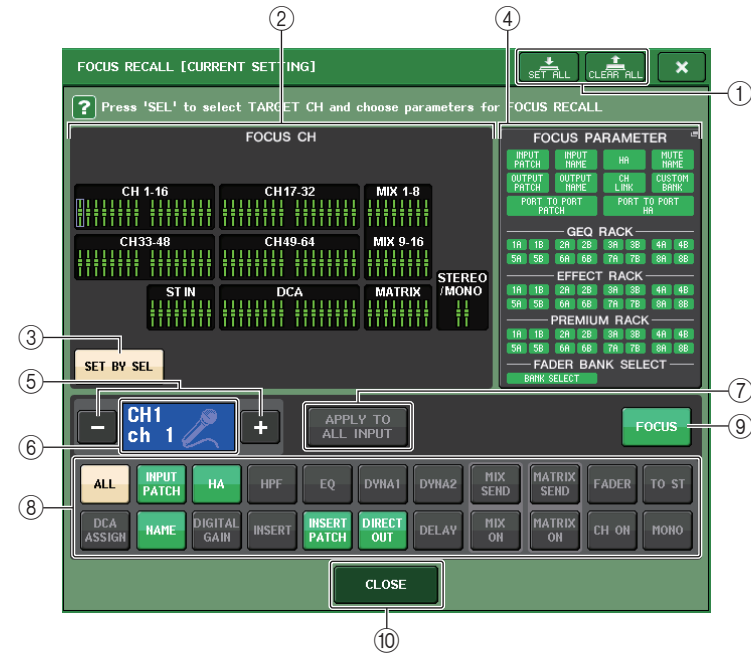 ② ④
FOCUS RECALL [CURRENT SETTING] SET ALL CLEAR ALL ×
①
? Press 'SEL' to select TARGET CH and choose parameters for FOCUS RECALL
FOCUS CH
CH 1-16 CH17-32 MIX 1-8
CH33-48 CH49-64 MIX 9-16
ST IN DCA MATRIX STEREO /MONO
③
SET BY SEL
FOCUS PARAMETER
INPUT PATCH INPUT NAME HA MUTE NAME
OUTPUT PATCH OUTPUT NAME CH LINK CUSTOM BANK
PORT TO PORT PATCH PORT TO PORT HA
GEQ RACK
1A 1B 2A 2B 3A 3B 4A 4B
5A 5B 6A 6B 7A 7B 8A 8B
EFFECT RACK
1A 1B 2A 2B 3A 3B 4A 4B
5A 5B 6A 6B 7A 7B 8A 8B
PREMIUM RACK
1A 1B 2A 2B 3A 3B 4A 4B
5A 5B 6A 6B 7A 7B 8A 8B
FADER BANK SELECT
BANK SELECT
⑤ ⑦
− CH1 + APPLY TO FOCUS ⑨
⑥ ch 1 ALL INPUT
⑧
ALL INPUT PATCH HA HPF EQ DYNA1 DYNA2 MIX SEND MATRIX SEND FADER TO ST
DCA ASSIGN NAME DIGITAL GAIN INSERT INSERT PATCH DIRECT OUT DELAY MIX ON MATRIX ON CH ON MONO
CLOSE
⑩